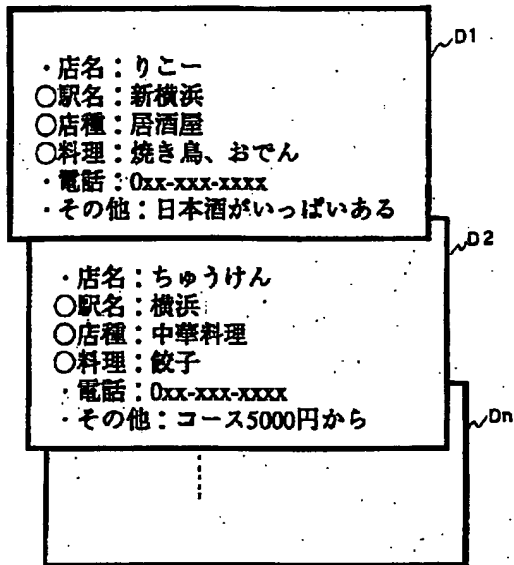 D1
・店名：りこー
○駅名：新横浜
○店種：居酒屋
○料理：焼き鳥、おでん
・電話：0xx-xxx-xxxx
・その他：日本酒がいっぱいある
D2
・店名：ちゅうけん
○駅名：横浜
○店種：中華料理
○料理：餃子
・電話：0xx-xxx-xxxx
・その他：コース5000円から
Dn